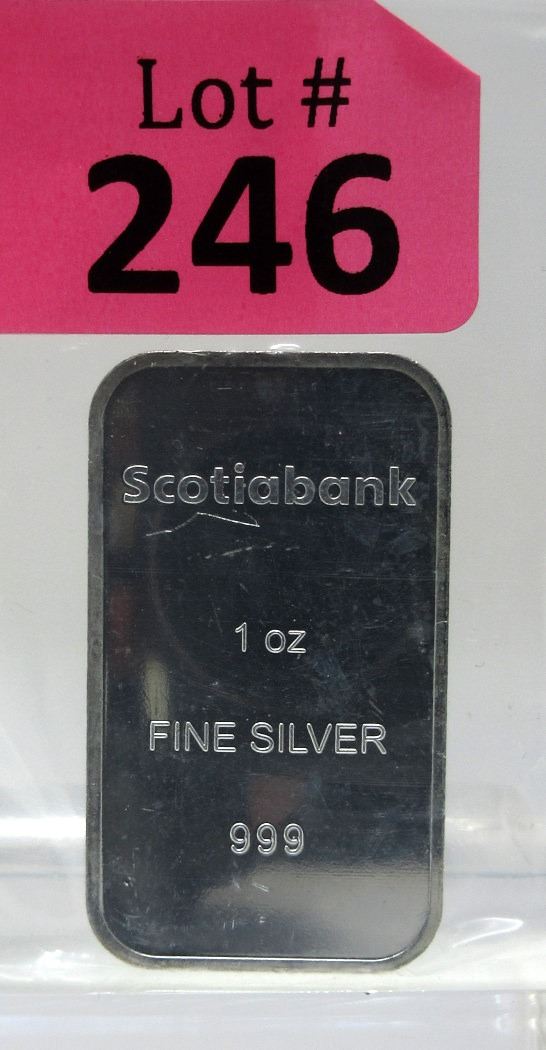 Lot #
246
Scotiabank
1 oz
FINE SILVER
999